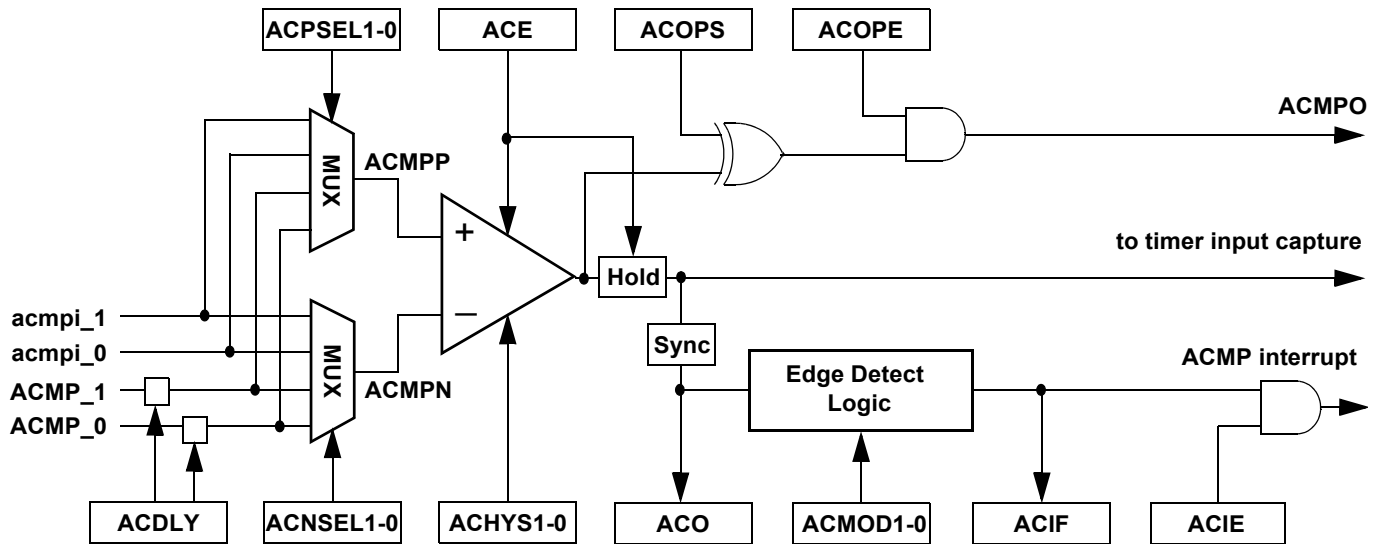 ACPSEL1-0
ACE
ACOPS
ACOPE
ACMPO
MUX
ACMPP
+
to timer input capture
Hold
acmpi_1
acmpi_0
ACMP_1
ACMP_0
MUX
ACMPN
−
Sync
Edge Detect
Logic
ACMP interrupt
ACDLY
ACNSEL1-0
ACHYS1-0
ACO
ACMOD1-0
ACIF
ACIE